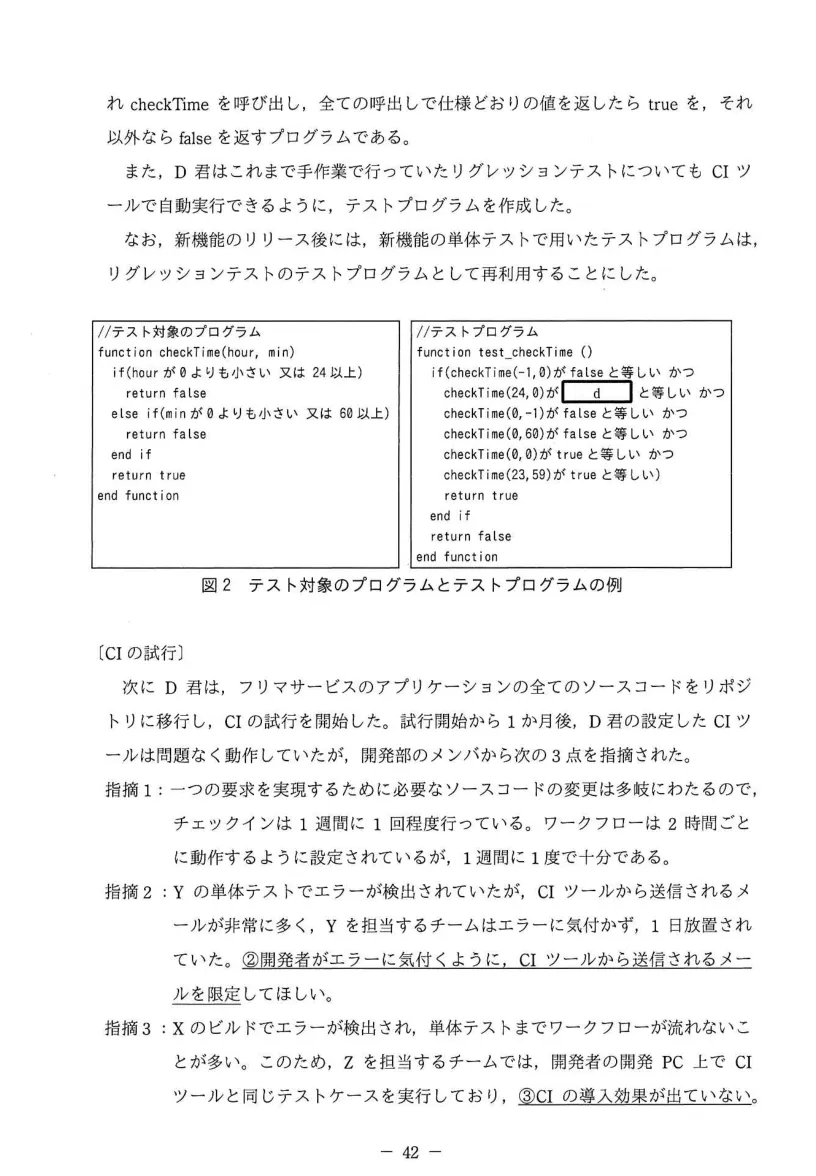 れ checkTime を呼び出し，全ての呼出しで仕様どおりの値を返したら true を，それ
以外なら false を返すプログラムである。
また，D 君はこれまで手作業で行っていたリグレッションテストについても CI ツ
ールで自動実行できるように，テストプログラムを作成した。
なお，新機能のリリース後には，新機能の単体テストで用いたテストプログラムは，
リグレッションテストのテストプログラムとして再利用することにした。
//テスト対象のプログラム
function checkTime(hour, min)
if(hour が 0 よりも小さい 又は 24 以上)
return false
else if(min が 0 よりも小さい 又は 60 以上)
return false
end if
return true
end function
//テストプログラム
function test_checkTime ()
if(checkTime(-1,0)が false と等しい かつ
checkTime(24,0)が d と等しい かつ
checkTime(0,-1)が false と等しい かつ
checkTime(0,60)が false と等しい かつ
checkTime(0,0)が true と等しい かつ
checkTime(23,59)が true と等しい)
return true
end if
return false
end function
図2 テスト対象のプログラムとテストプログラムの例
〔CI の試行〕
次に D 君は，フリマサービスのアプリケーションの全てのソースコードをリポジ
トリに移行し，CI の試行を開始した。試行開始から 1 か月後，D 君の設定した CI ツ
ールは問題なく動作していたが，開発部のメンバから次の 3 点を指摘された。
指摘 1：一つの要求を実現するために必要なソースコードの変更は多岐にわたるので，
チェックインは 1 週間に 1 回程度行っている。ワークフローは 2 時間ごと
に動作するように設定されているが，1 週間に 1 度で十分である。
指摘 2：Y の単体テストでエラーが検出されていたが，CI ツールから送信されるメ
ールが非常に多く，Y を担当するチームはエラーに気付かず，1 日放置され
ていた。②開発者がエラーに気付くように，CI ツールから送信されるメー
ルを限定してほしい。
指摘 3：X のビルドでエラーが検出され，単体テストまでワークフローが流れないこ
とが多い。このため，Z を担当するチームでは，開発者の開発 PC 上で CI
ツールと同じテストケースを実行しており，③CI の導入効果が出ていない。
－ 42 －